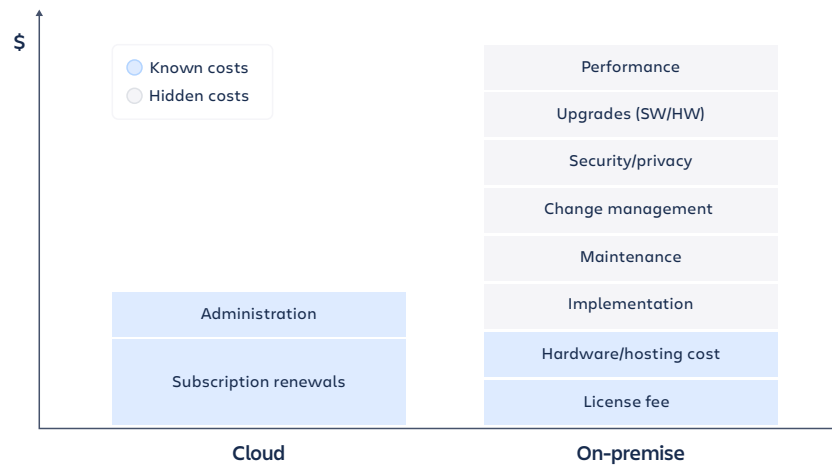 $
Known costs
Hidden costs
Administration
Subscription renewals
Performance
Upgrades (SW/HW)
Security/privacy
Change management
Maintenance
Implementation
Hardware/hosting cost
License fee
Cloud
On-premise